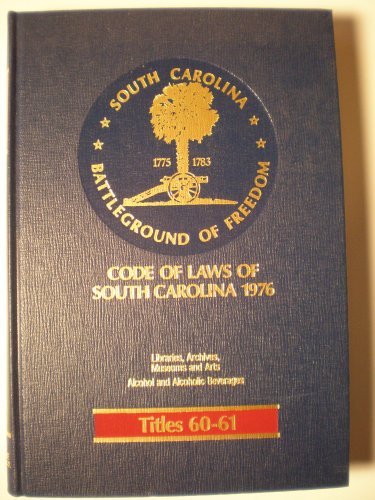 SOUTH CAROLINA
1775 1783
BATTLEGROUND OF FREEDOM
CODE OF LAWS OF
SOUTH CAROLINA 1976
Libraries, Archives,
Museums and Arts
Alcohol and Alcoholic Beverages
Titles 60-61